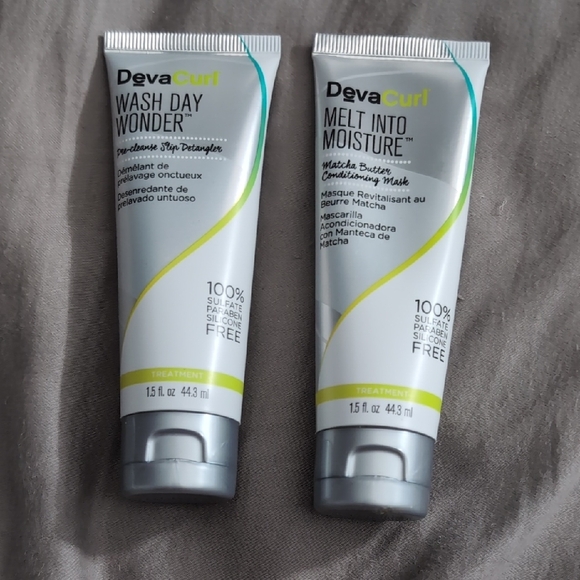 DevaCurl
WASH DAY
WONDER™
Pre-cleanse Slip Detangler
Démêlant de
prélavage onctueux
Desenredante de
prelavado untuoso
100%
SULFATE
PARABEN
SILICONE
FREE
TREATMENT
1.5 fl. oz 44.3 ml
DevaCurl
MELT INTO
MOISTURE™
Matcha Butter
Conditioning Mask
Masque Revitalisant au
Beurre Matcha
Mascarilla
Acondicionadora
con Manteca de
Matcha
100%
SULFATE
PARABEN
SILICONE
FREE
TREATMENT
1.5 fl. oz 44.3 ml